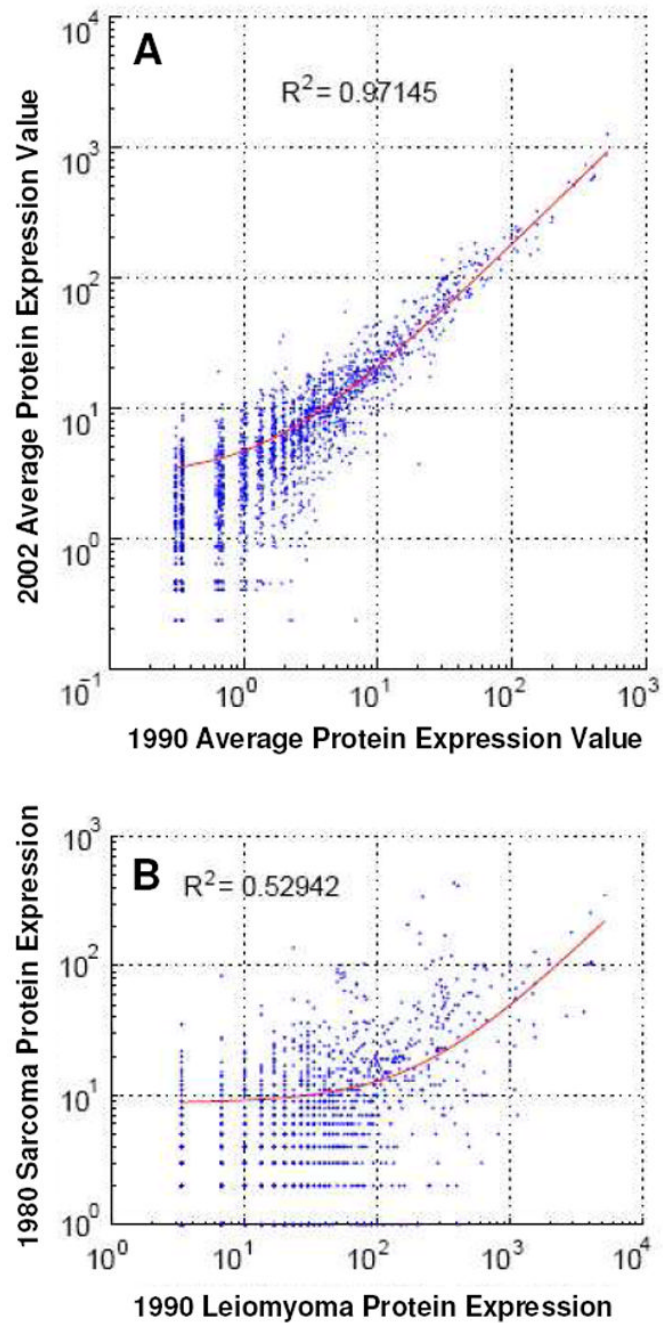 A
R² = 0.97145
10⁴
10³
10²
10¹
10⁰
10⁻¹
2002 Average Protein Expression Value
10⁰ 10¹ 10² 10³
1990 Average Protein Expression Value
B
R² = 0.52942
10³
10²
10¹
10⁰
1980 Sarcoma Protein Expression
10⁰ 10¹ 10² 10³ 10⁴
1990 Leiomyoma Protein Expression